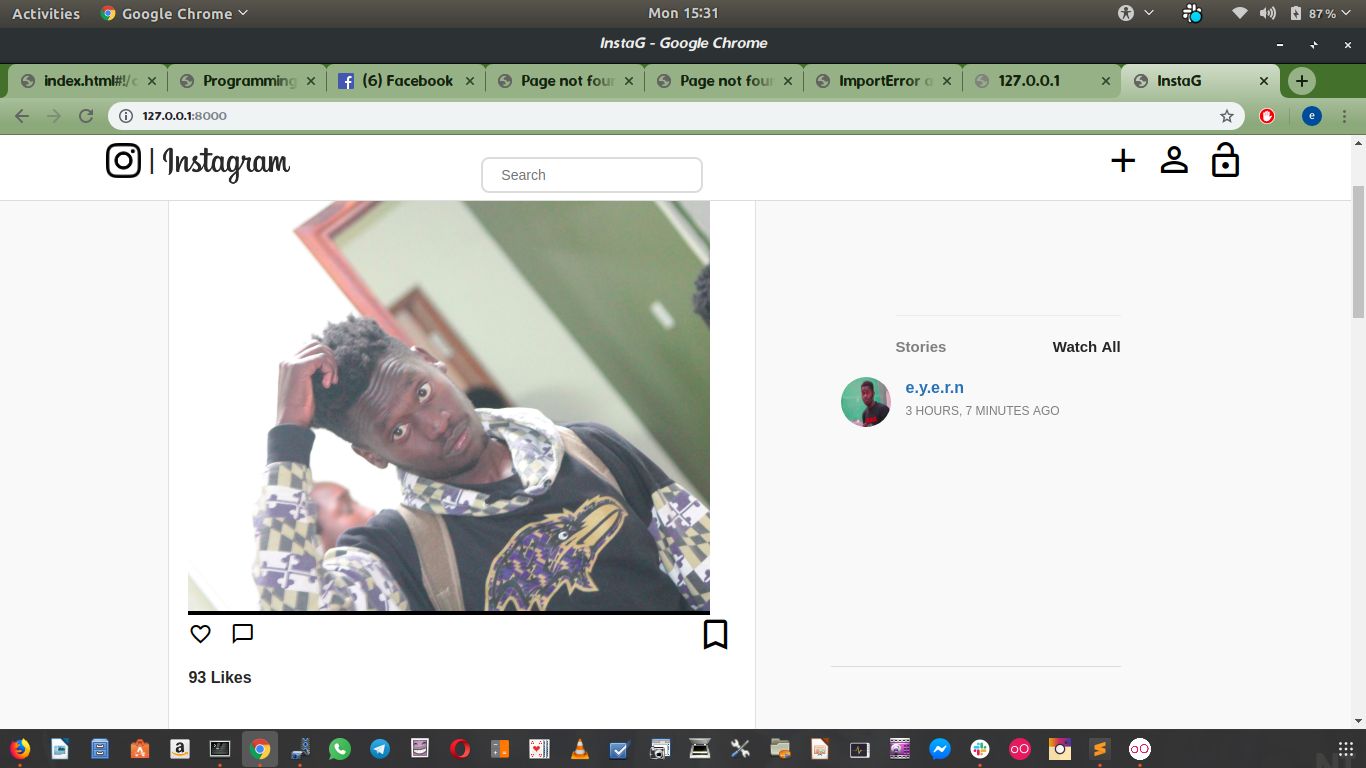 Activities Google Chrome Mon 15:31 87%
InstaG - Google Chrome
index.html#!/ Programming (6) Facebook Page not four Page not four ImportError 127.0.0.1 InstaG
127.0.0.1:8000 e
| Instagram Search
Stories Watch All
e.y.e.r.n
3 HOURS, 7 MINUTES AGO
93 Likes